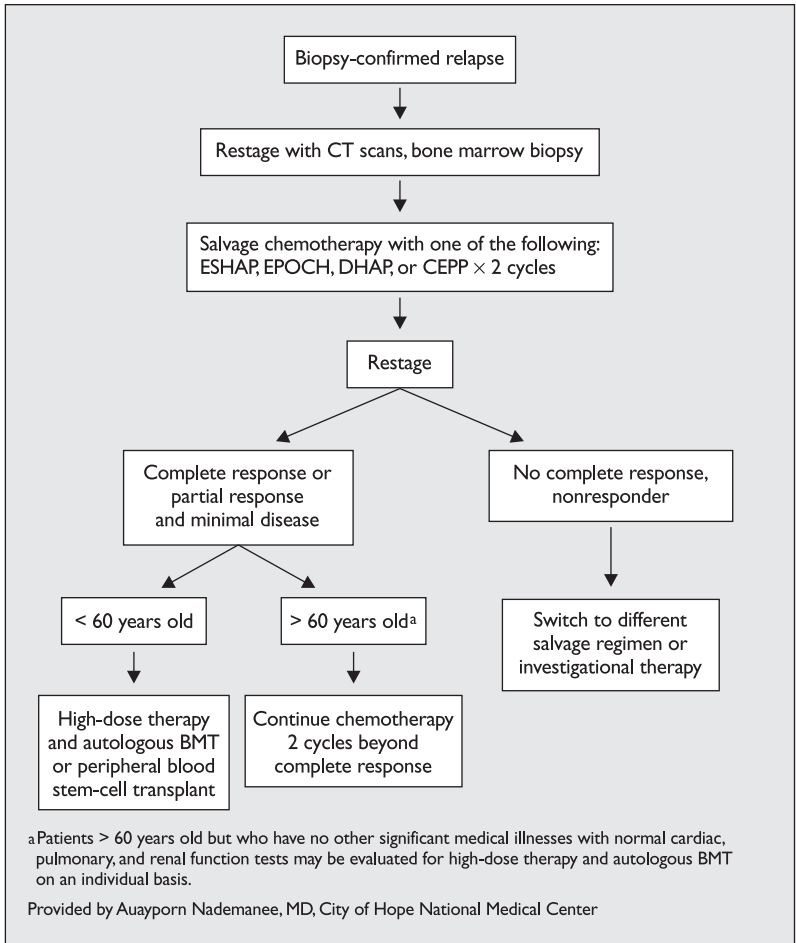 Biopsy-confirmed relapse
Restage with CT scans, bone marrow biopsy
Salvage chemotherapy with one of the following:
ESHAP, EPOCH, DHAP, or CEPP × 2 cycles
Restage
Complete response or
partial response
and minimal disease
No complete response,
nonresponder
< 60 years old
> 60 years oldᵃ
Switch to different
salvage regimen or
investigational therapy
High-dose therapy
and autologous BMT
or peripheral blood
stem-cell transplant
Continue chemotherapy
2 cycles beyond
complete response
ᵃ Patients > 60 years old but who have no other significant medical illnesses with normal cardiac,
pulmonary, and renal function tests may be evaluated for high-dose therapy and autologous BMT
on an individual basis.
Provided by Auayporn Nademanee, MD, City of Hope National Medical Center